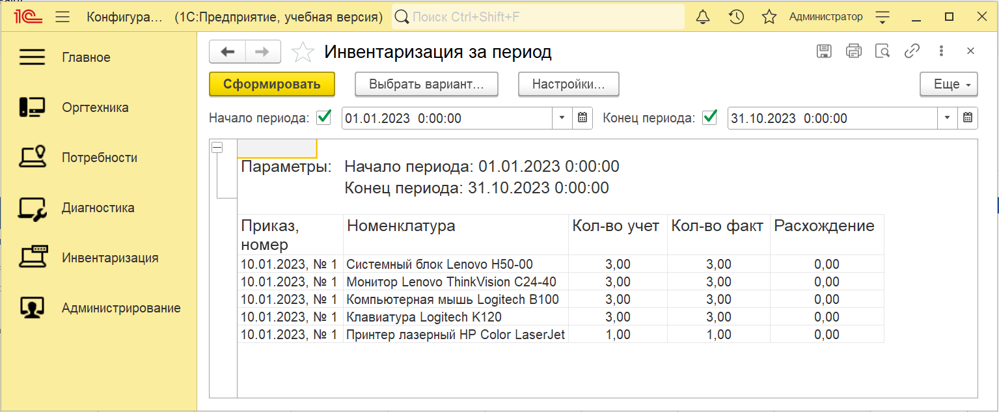 1С Конфигура... (1С:Предприятие, учебная версия) Поиск Ctrl+Shift+F Администратор
Главное
Оргтехника
Потребности
Диагностика
Инвентаризация
Администрирование
Инвентаризация за период
Сформировать Выбрать вариант... Настройки... Еще
Начало периода: 01.01.2023 0:00:00 Конец периода: 31.10.2023 0:00:00
Параметры: Начало периода: 01.01.2023 0:00:00
Конец периода: 31.10.2023 0:00:00
Приказ, номер Номенклатура Кол-во учет Кол-во факт Расхождение
10.01.2023, № 1 Системный блок Lenovo H50-00 3,00 3,00 0,00
10.01.2023, № 1 Монитор Lenovo ThinkVision C24-40 3,00 3,00 0,00
10.01.2023, № 1 Компьютерная мышь Logitech B100 3,00 3,00 0,00
10.01.2023, № 1 Клавиатура Logitech K120 3,00 3,00 0,00
10.01.2023, № 1 Принтер лазерный HP Color LaserJet 1,00 1,00 0,00